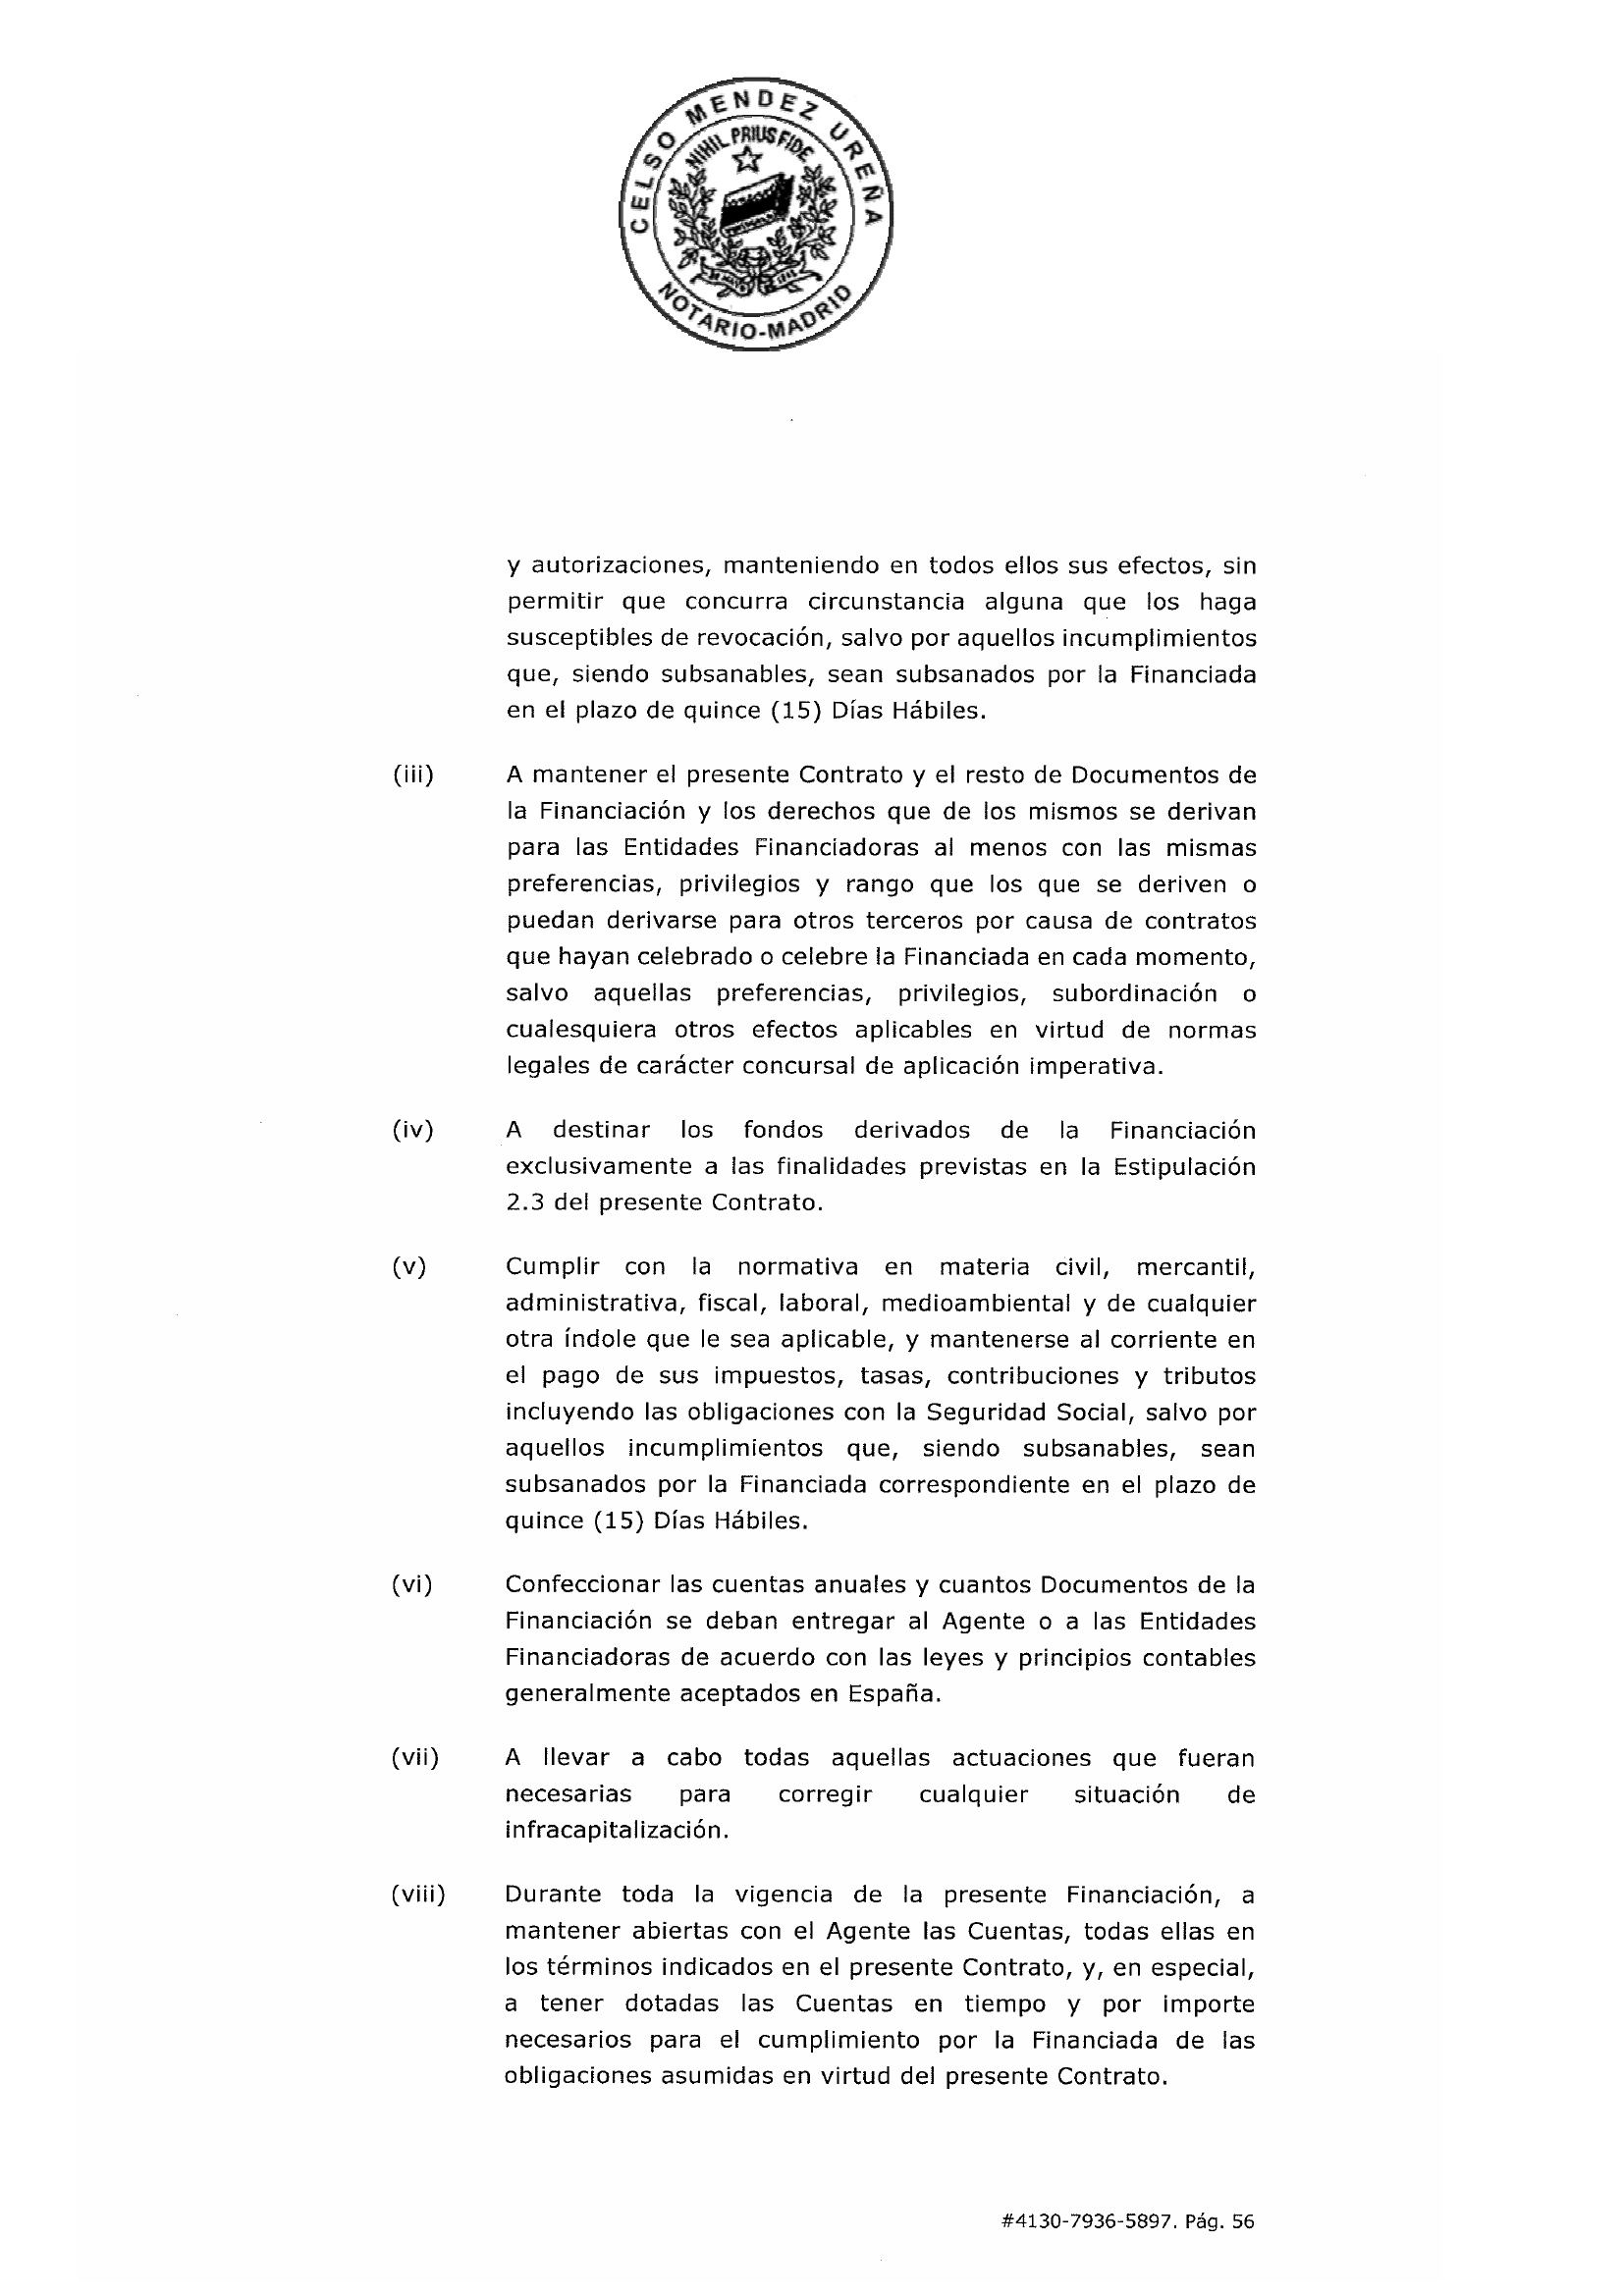 CELSO MENDEZ UREÑA
NIHIL PRIUS FIDE
NOTARIO-MADRID
y autorizaciones, manteniendo en todos ellos sus efectos, sin
permitir que concurra circunstancia alguna que los haga
susceptibles de revocación, salvo por aquellos incumplimientos
que, siendo subsanables, sean subsanados por la Financiada
en el plazo de quince (15) Días Hábiles.
(iii) A mantener el presente Contrato y el resto de Documentos de
la Financiación y los derechos que de los mismos se derivan
para las Entidades Financiadoras al menos con las mismas
preferencias, privilegios y rango que los que se deriven o
puedan derivarse para otros terceros por causa de contratos
que hayan celebrado o celebre la Financiada en cada momento,
salvo aquellas preferencias, privilegios, subordinación o
cualesquiera otros efectos aplicables en virtud de normas
legales de carácter concursal de aplicación imperativa.
(iv) A destinar los fondos derivados de la Financiación
exclusivamente a las finalidades previstas en la Estipulación
2.3 del presente Contrato.
(v) Cumplir con la normativa en materia civil, mercantil,
administrativa, fiscal, laboral, medioambiental y de cualquier
otra índole que le sea aplicable, y mantenerse al corriente en
el pago de sus impuestos, tasas, contribuciones y tributos
incluyendo las obligaciones con la Seguridad Social, salvo por
aquellos incumplimientos que, siendo subsanables, sean
subsanados por la Financiada correspondiente en el plazo de
quince (15) Días Hábiles.
(vi) Confeccionar las cuentas anuales y cuantos Documentos de la
Financiación se deban entregar al Agente o a las Entidades
Financiadoras de acuerdo con las leyes y principios contables
generalmente aceptados en España.
(vii) A llevar a cabo todas aquellas actuaciones que fueran
necesarias para corregir cualquier situación de
infracapitalización.
(viii) Durante toda la vigencia de la presente Financiación, a
mantener abiertas con el Agente las Cuentas, todas ellas en
los términos indicados en el presente Contrato, y, en especial,
a tener dotadas las Cuentas en tiempo y por importe
necesarios para el cumplimiento por la Financiada de las
obligaciones asumidas en virtud del presente Contrato.
#4130-7936-5897. Pág. 56